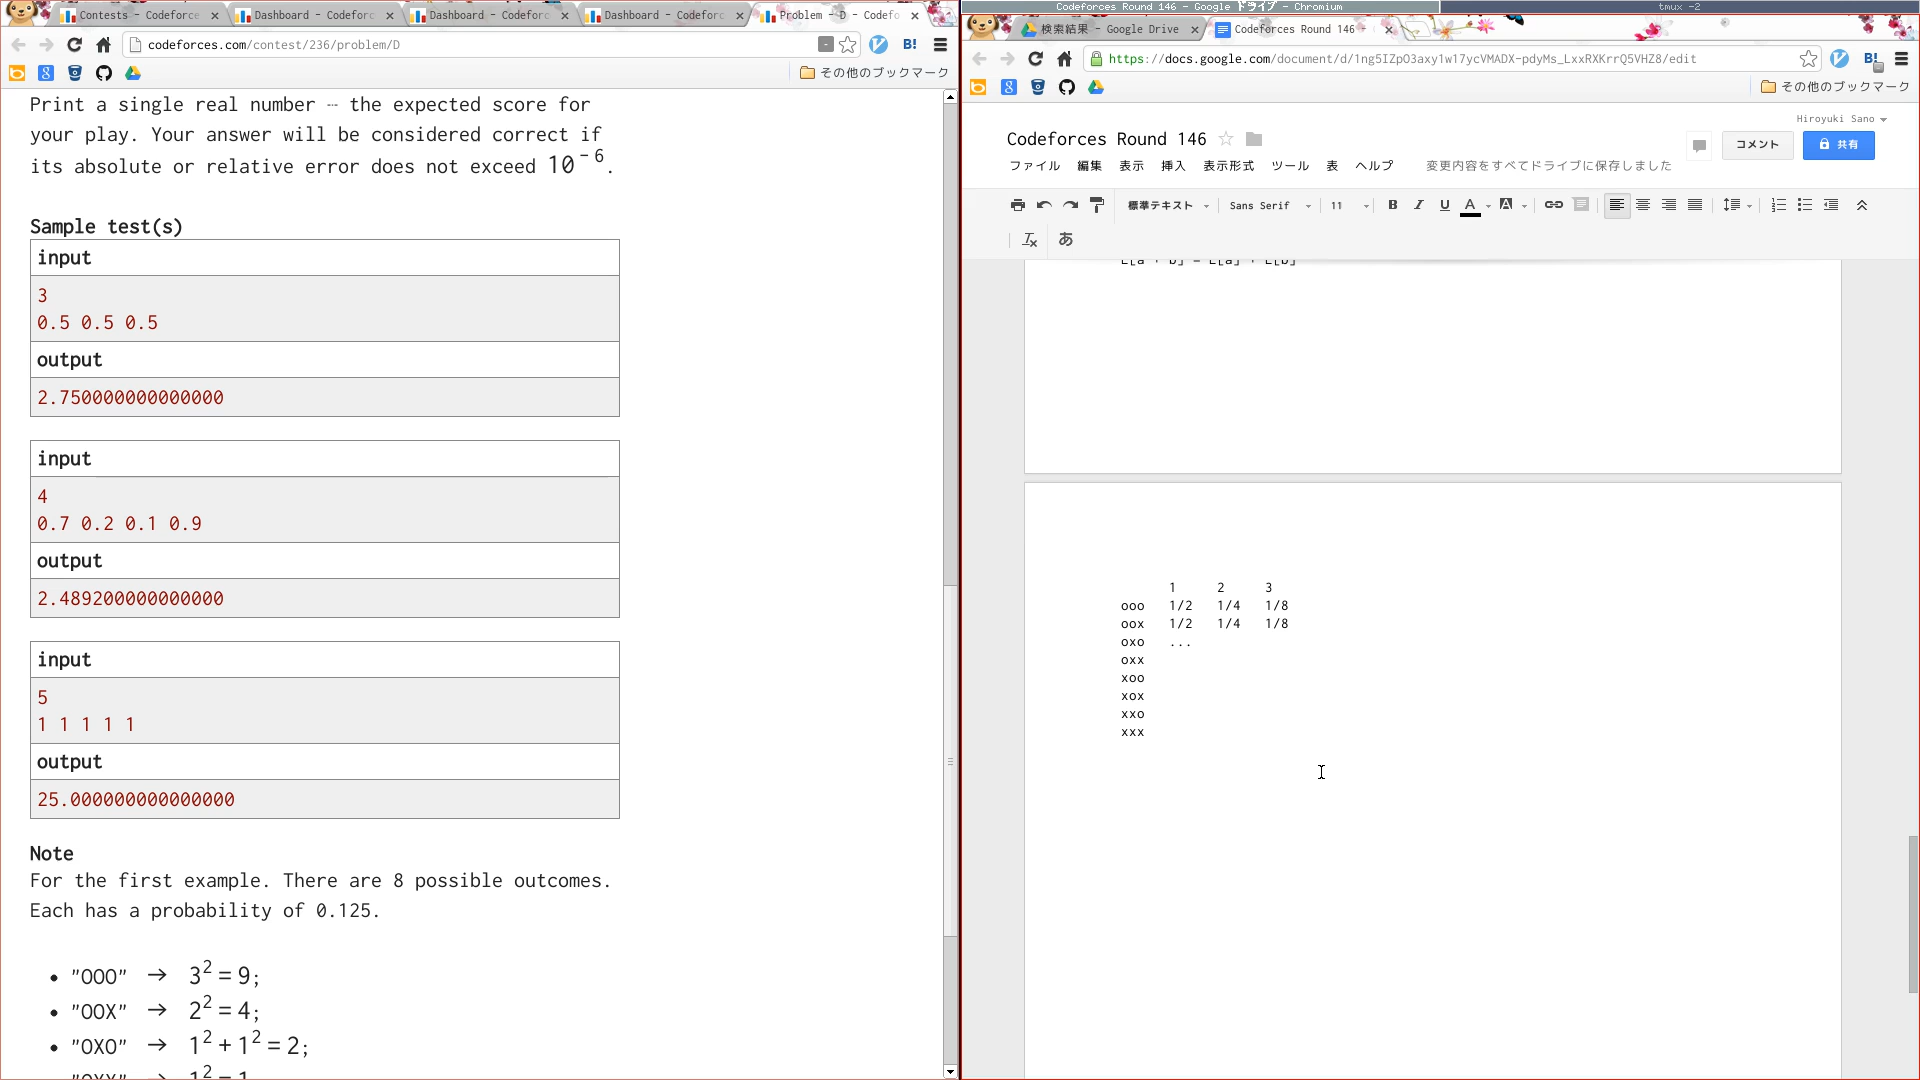 Contests - Codeforce
Dashboard - Codeforc
Dashboard - Codeforc
Dashboard - Codeforc
Problem - D - Codefo
codeforces.com/contest/236/problem/D
その他のブックマーク
Print a single real number — the expected score for
your play. Your answer will be considered correct if
its absolute or relative error does not exceed 10^-6.
Sample test(s)
input
3
0.5 0.5 0.5
output
2.750000000000000
input
4
0.7 0.2 0.1 0.9
output
2.489200000000000
input
5
1 1 1 1 1
output
25.000000000000000
Note
For the first example. There are 8 possible outcomes.
Each has a probability of 0.125.
• "OOO" → 3^2 = 9;
• "OOX" → 2^2 = 4;
• "OXO" → 1^2 + 1^2 = 2;
Codeforces Round 146 - Google ドライブ - Chromium
tmux -2
検索結果 - Google Drive
Codeforces Round 146 -
https://docs.google.com/document/d/1ng5IZpO3axy1w17ycVMADX-pdyMs_LxxRXKrrQ5VHZ8/edit
その他のブックマーク
Hiroyuki Sano
Codeforces Round 146
コメント
共有
ファイル 編集 表示 挿入 表示形式 ツール 表 ヘルプ 変更内容をすべてドライブに保存しました
標準テキスト Sans Serif 11 B I U A A
あ
1 2 3
ooo 1/2 1/4 1/8
oox 1/2 1/4 1/8
oxo ...
oxx
xoo
xox
xxo
xxx